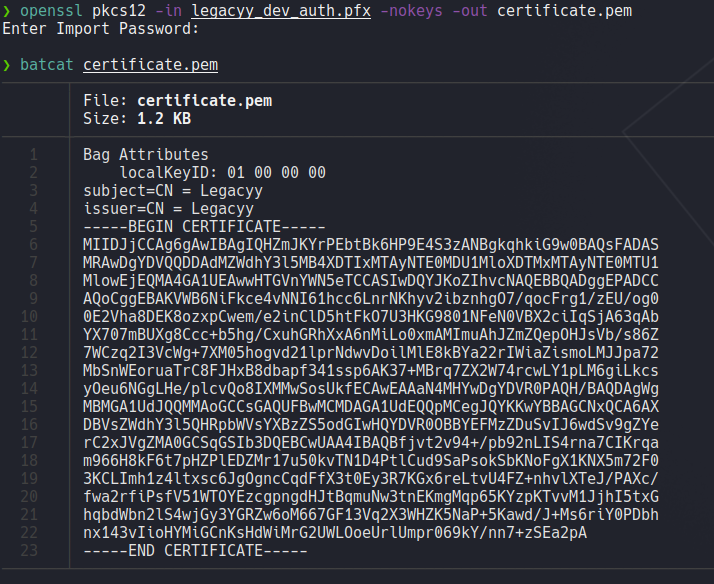 ❯ openssl pkcs12 -in legacyy_dev_auth.pfx -nokeys -out certificate.pem
Enter Import Password:
❯ batcat certificate.pem
File: certificate.pem
Size: 1.2 KB
1 Bag Attributes
2 localKeyID: 01 00 00 00
3 subject=CN = Legacyy
4 issuer=CN = Legacyy
5 -----BEGIN CERTIFICATE-----
6 MIIDJjCCAg6gAwIBAgIQHZmJKYrPEbtBk6HP9E4S3zANBgkqhkiG9w0BAQsFADAS
7 MRAwDgYDVQQDDAdMZWdhY3l5MB4XDTIxMTAyNTE0MDU1MloXDTMxMTAyNTE0MTU1
8 MlowEjEQMA4GA1UEAwwHTGVnYWN5eTCCASIwDQYJKoZIhvcNAQEBBQADggEPADCC
9 AQoCggEBAKVWB6NiFkce4vNNI61hcc6LnrNKhyv2ibznhgO7/qocFrg1/zEU/og0
10 0E2Vha8DEK8ozxpCwem/e2inClD5htFkO7U3HKG9801NFeN0VBX2ciIqSjA63qAb
11 YX707mBUXg8Ccc+b5hg/CxuhGRhXxA6nMiLo0xmAMImuAhJZmZQepOHJsVb/s86Z
12 7WCzq2I3VcWg+7XM05hogvd21lprNdwvDoilMlE8kBYa22rIWiaZismoLMJJpa72
13 MbSnWEoruaTrC8FJHxB8dbapf341ssp6AK37+MBrq7ZX2W74rcwLY1pLM6giLkcs
14 yOeu6NGgLHe/plcvQo8IXMMwSosUkfECAwEAAaN4MHYwDgYDVR0PAQH/BAQDAgWg
15 MBMGA1UdJQQMMAoGCCsGAQUFBwMCMDAGA1UdEQQpMCegJQYKKwYBBAGCNxQCA6AX
16 DBVsZWdhY3l5QHRpbWVsYXBzZS5odGIwHQYDVR0OBBYEFMzZDuSvIJ6wdSv9gZYe
17 rC2xJVgZMA0GCSqGSIb3DQEBCwUAA4IBAQBfjvt2v94+/pb92nLIS4rna7CIKrqa
18 m966H8kF6t7pHZPlEDZMr17u50kvTN1D4PtlCud9SaPsokSbKNoFgX1KNX5m72F0
19 3KCLImh1z4ltxsc6JgOgncCqdFfX3t0Ey3R7KGx6reLtvU4FZ+nhvlXTeJ/PAXc/
20 fwa2rfiPsfV51WTOYEzcgpngdHJtBqmuNw3tnEKmgMqp65KYzpKTvvM1JjhI5txG
21 hqbdWbn2lS4wjGy3YGRZw6oM667GF13Vq2X3WHZK5NaP+5Kawd/J+Ms6riY0PDbh
22 nx143vIioHYMiGCnKsHdWiMrG2UWLOoeUrlUmpr069kY/nn7+zSEa2pA
23 -----END CERTIFICATE-----